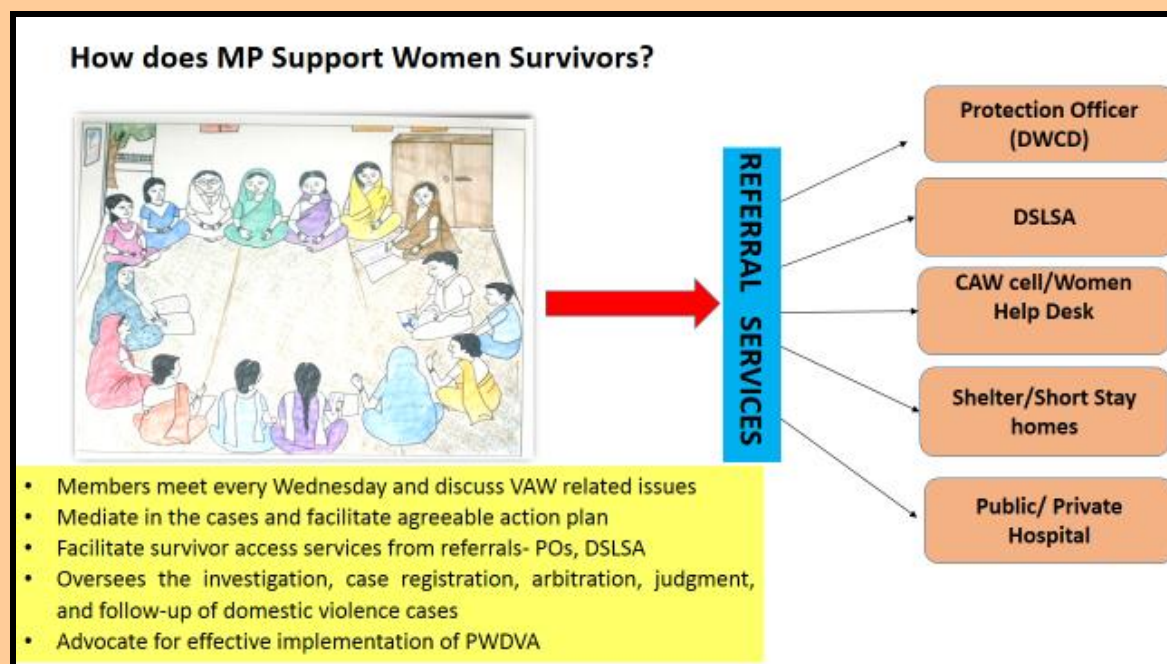 How does MP Support Women Survivors?
REFERRAL SERVICES
Protection Officer
(DWCD)
DSLSA
CAW cell/Women
Help Desk
Shelter/Short Stay
homes
Public/ Private
Hospital
• Members meet every Wednesday and discuss VAW related issues
• Mediate in the cases and facilitate agreeable action plan
• Facilitate survivor access services from referrals- POs, DSLSA
• Oversees the investigation, case registration, arbitration, judgment,
and follow-up of domestic violence cases
• Advocate for effective implementation of PWDVA